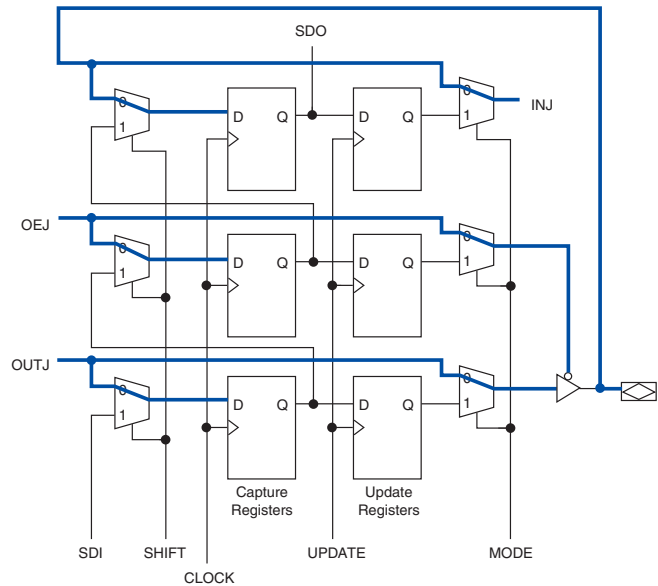 SDO
0
1
D Q
D Q
0
1
INJ
OEJ
0
1
D Q
D Q
0
1
OUTJ
0
1
D Q
D Q
0
1
Capture
Registers
Update
Registers
SDI
SHIFT
CLOCK
UPDATE
MODE